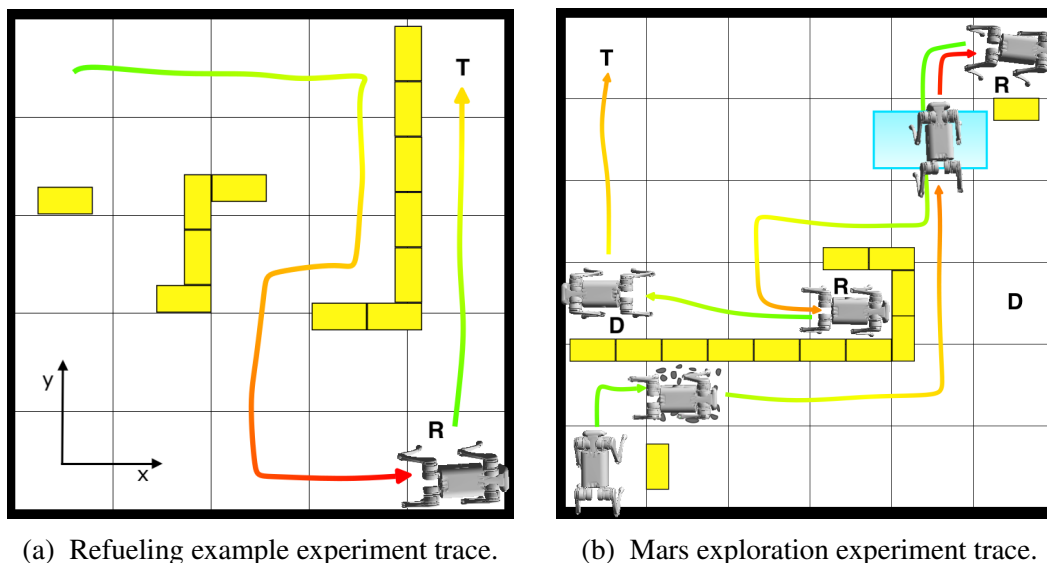 T
R
y
x
T
R
R
D
D
(a) Refueling example experiment trace.
(b) Mars exploration experiment trace.